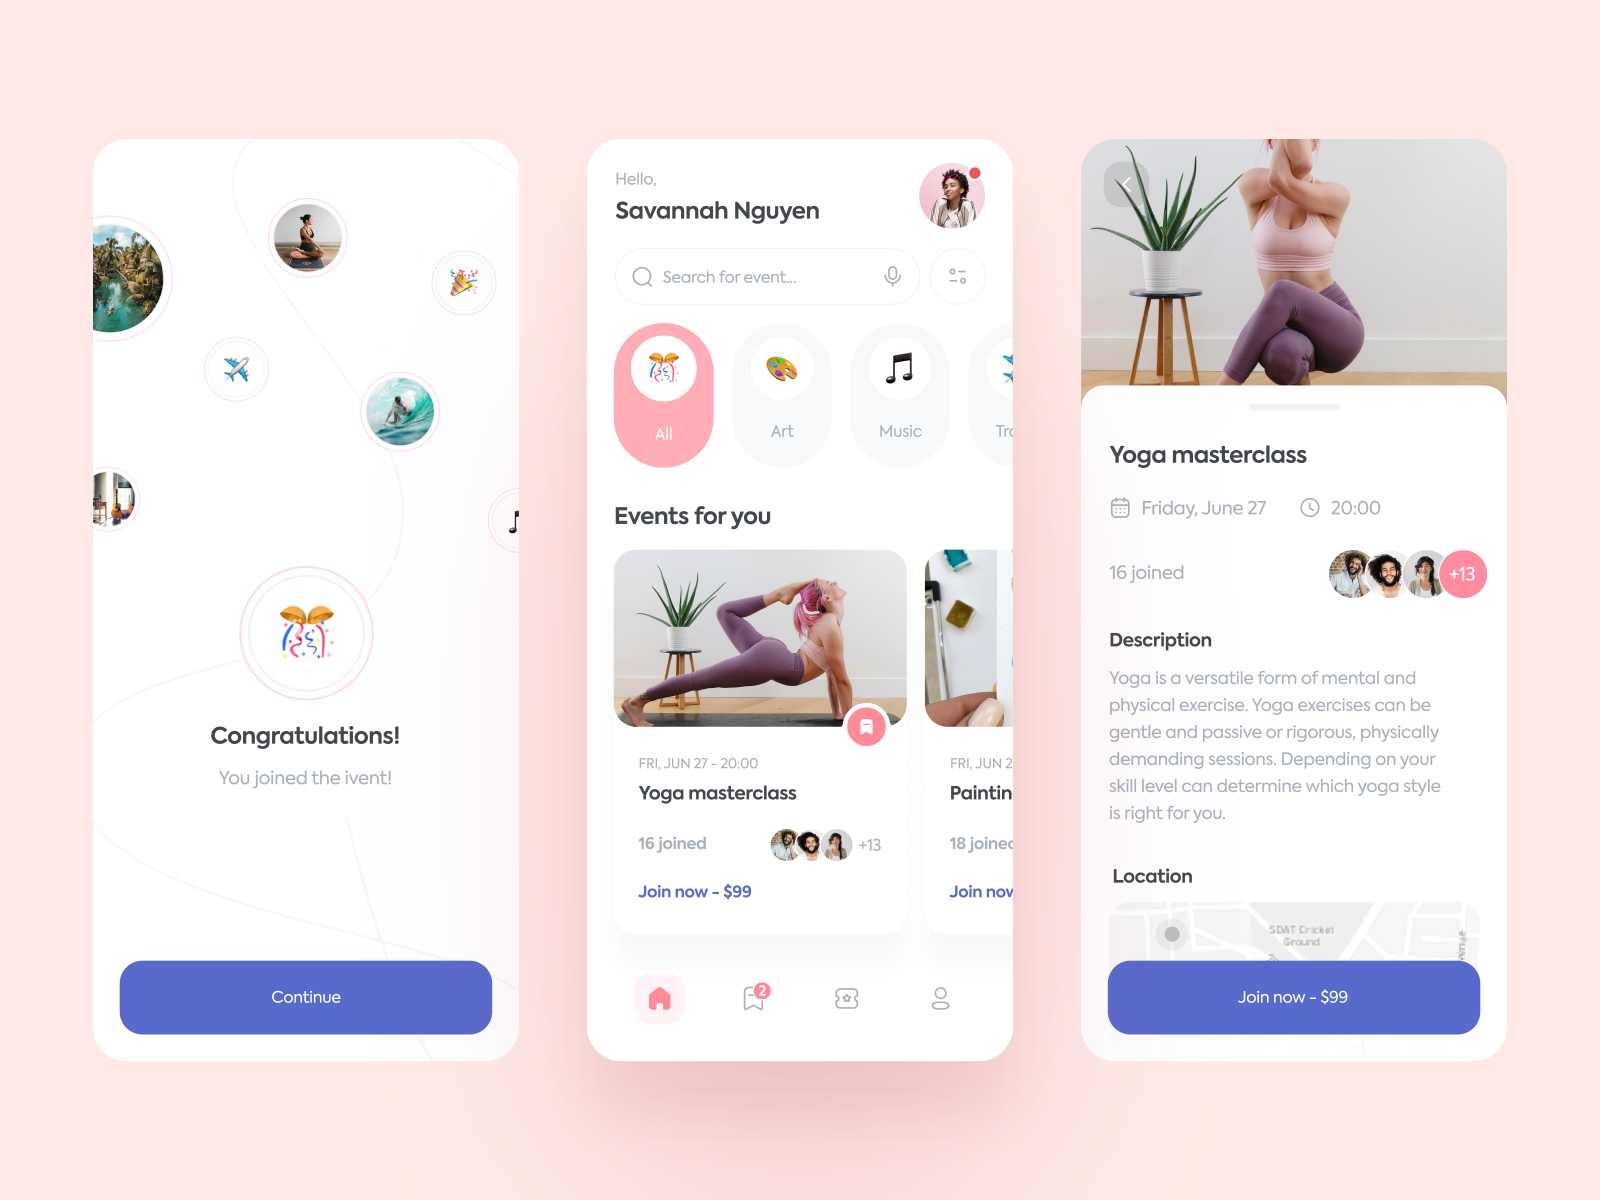 Congratulations!
You joined the ivent!
Continue
Hello,
Savannah Nguyen
Search for event...
All
Art
Music
Tra
Events for you
FRI, JUN 27 - 20:00
Yoga masterclass
16 joined
+13
Join now - $99
FRI, JUN 2
Paintin
18 joined
Join now
2
Yoga masterclass
Friday, June 27
20:00
16 joined
+13
Description
Yoga is a versatile form of mental and
physical exercise. Yoga exercises can be
gentle and passive or rigorous, physically
demanding sessions. Depending on your
skill level can determine which yoga style
is right for you.
Location
SDAT Cricket
Ground
Join now - $99